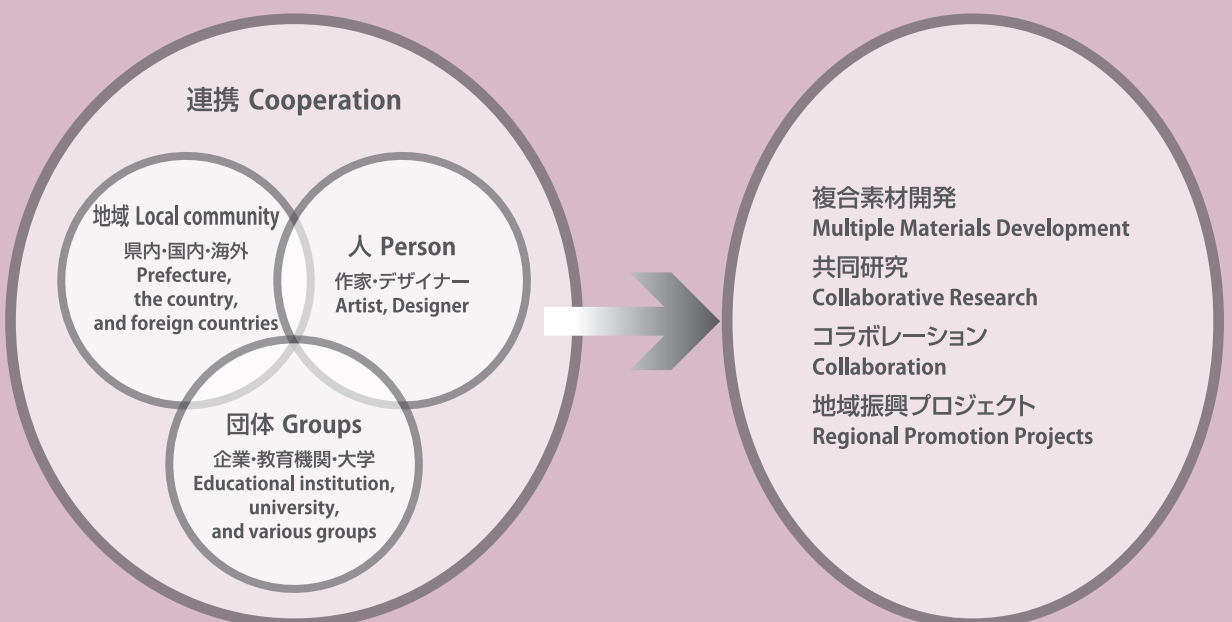 連携 Cooperation
地域 Local community
県内・国内・海外
Prefecture,
the country,
and foreign countries
人 Person
作家・デザイナー
Artist, Designer
団体 Groups
企業・教育機関・大学
Educational institution,
university,
and various groups
複合素材開発
Multiple Materials Development
共同研究
Collaborative Research
コラボレーション
Collaboration
地域振興プロジェクト
Regional Promotion Projects